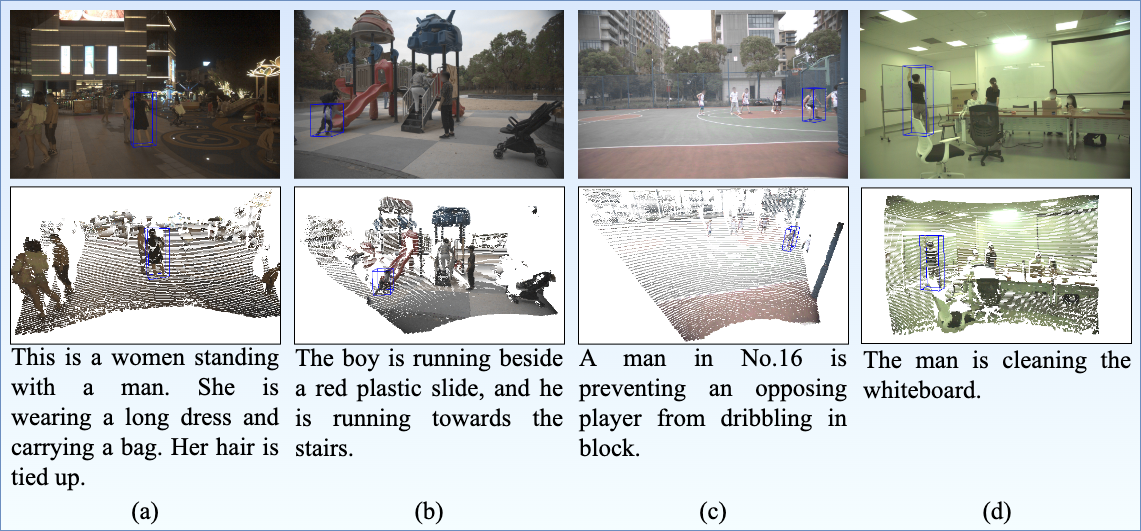 This is a women standing
with a man. She is
wearing a long dress and
carrying a bag. Her hair is
tied up.
(a)
The boy is running beside
a red plastic slide, and he
is running towards the
stairs.
(b)
A man in No.16 is
preventing an opposing
player from dribbling in
block.
(c)
The man is cleaning the
whiteboard.
(d)